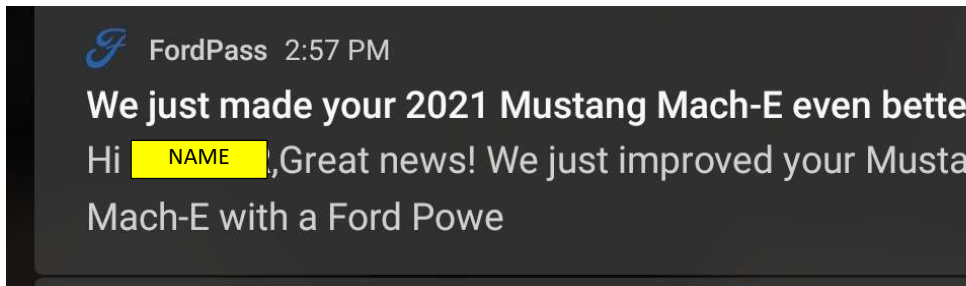 FordPass 2:57 PM
We just made your 2021 Mustang Mach-E even bette
Hi NAME,Great news! We just improved your Musta
Mach-E with a Ford Powe